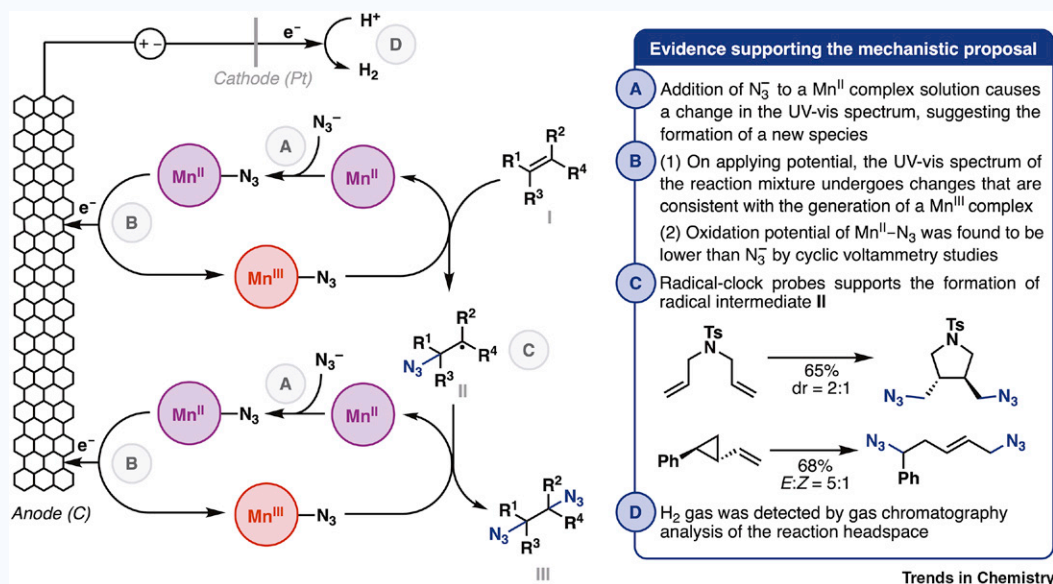 e⁻
H⁺
D
H₂
+ −
Cathode (Pt)
N₃⁻
A
Mnᴵᴵ
N₃
Mnᴵᴵ
e⁻
B
Mnᴵᴵᴵ
N₃
R¹
R²
R³
R⁴
I
R¹
R²
N₃
R³
R⁴
II
C
N₃⁻
A
Mnᴵᴵ
N₃
Mnᴵᴵ
e⁻
B
Mnᴵᴵᴵ
N₃
Anode (C)
R¹
R²
N₃
N₃
R³
R⁴
III
Evidence supporting the mechanistic proposal
A
Addition of N₃⁻ to a Mnᴵᴵ complex solution causes
a change in the UV-vis spectrum, suggesting the
formation of a new species
B
(1) On applying potential, the UV-vis spectrum of
the reaction mixture undergoes changes that are
consistent with the generation of a Mnᴵᴵᴵ complex
(2) Oxidation potential of Mnᴵᴵ–N₃ was found to be
lower than N₃⁻ by cyclic voltammetry studies
C
Radical-clock probes supports the formation of
radical intermediate II
Ts
N
65%
dr = 2:1
Ts
N
N₃
N₃
Ph
68%
E:Z = 5:1
N₃
N₃
Ph
D
H₂ gas was detected by gas chromatography
analysis of the reaction headspace
Trends in Chemistry